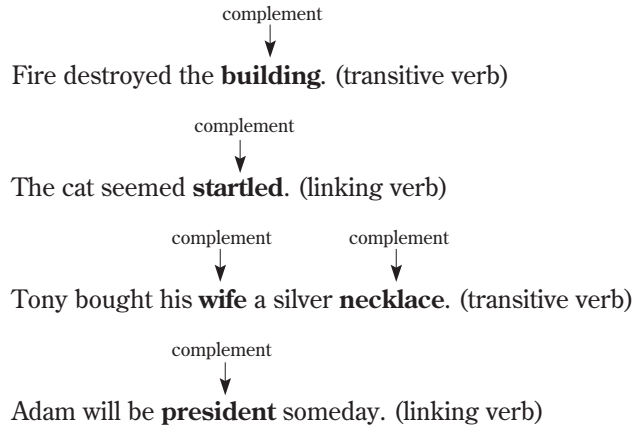 complement
Fire destroyed the building. (transitive verb)
complement
The cat seemed startled. (linking verb)
complement complement
Tony bought his wife a silver necklace. (transitive verb)
complement
Adam will be president someday. (linking verb)